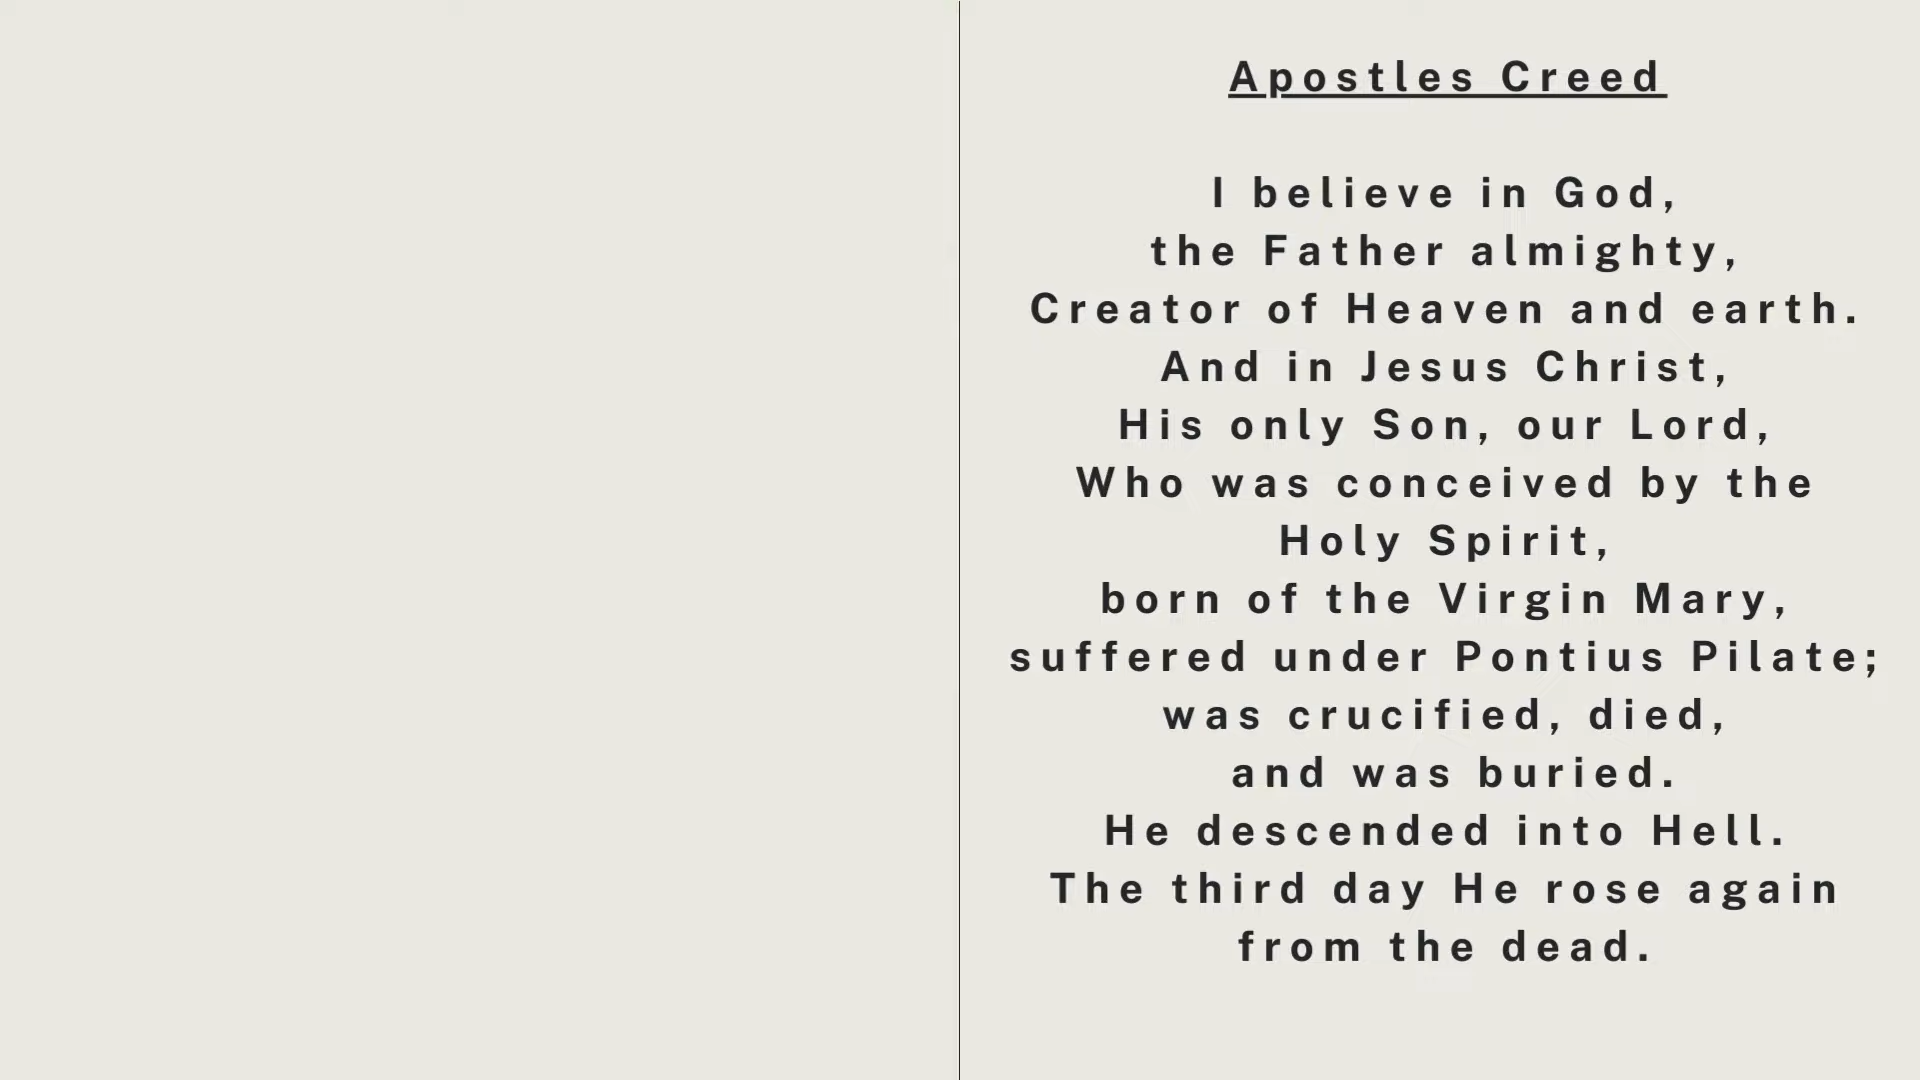 Apostles Creed
I believe in God,
the Father almighty,
Creator of Heaven and earth.
And in Jesus Christ,
His only Son, our Lord,
Who was conceived by the
Holy Spirit,
born of the Virgin Mary,
suffered under Pontius Pilate;
was crucified, died,
and was buried.
He descended into Hell.
The third day He rose again
from the dead.